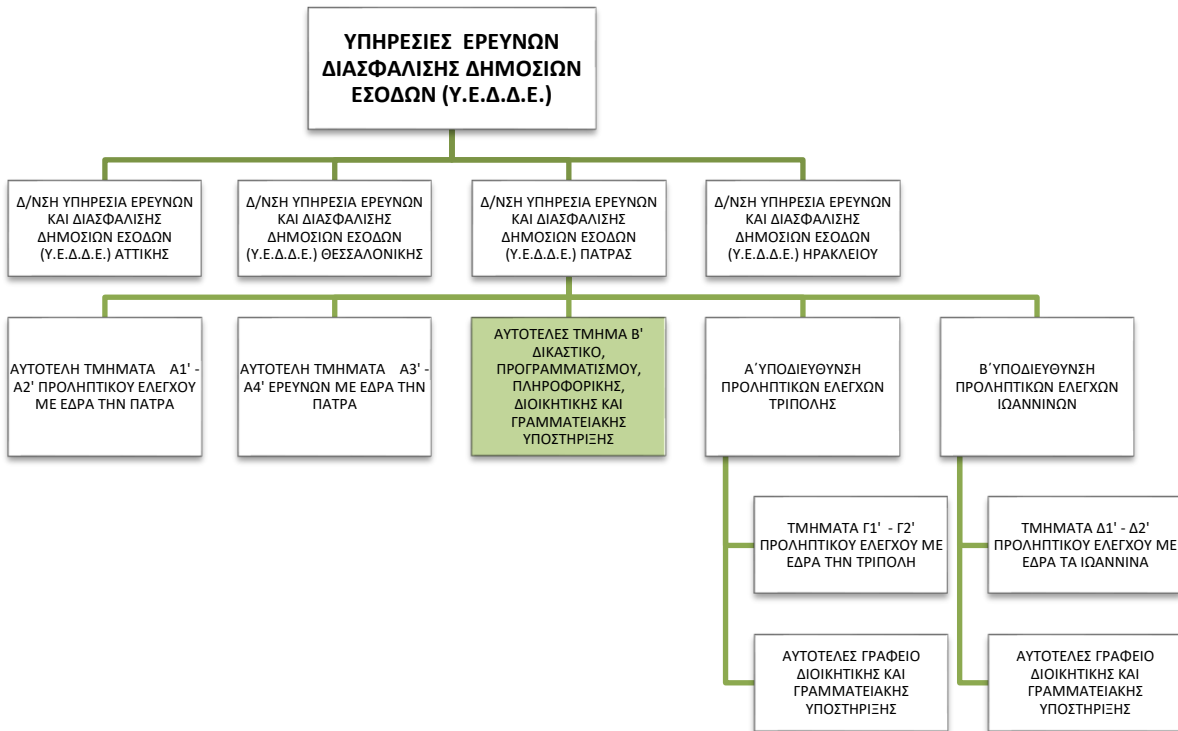 ΥΠΗΡΕΣΙΕΣ ΕΡΕΥΝΩΝ
ΔΙΑΣΦΑΛΙΣΗΣ ΔΗΜΟΣΙΩΝ
ΕΣΟΔΩΝ (Υ.Ε.Δ.Δ.Ε.)
Δ/ΝΣΗ ΥΠΗΡΕΣΙΑ ΕΡΕΥΝΩΝ
ΚΑΙ ΔΙΑΣΦΑΛΙΣΗΣ
ΔΗΜΟΣΙΩΝ ΕΣΟΔΩΝ
(Υ.Ε.Δ.Δ.Ε.) ΑΤΤΙΚΗΣ
Δ/ΝΣΗ ΥΠΗΡΕΣΙΑ ΕΡΕΥΝΩΝ
ΚΑΙ ΔΙΑΣΦΑΛΙΣΗΣ
ΔΗΜΟΣΙΩΝ ΕΣΟΔΩΝ
(Υ.Ε.Δ.Δ.Ε.) ΘΕΣΣΑΛΟΝΙΚΗΣ
Δ/ΝΣΗ ΥΠΗΡΕΣΙΑ ΕΡΕΥΝΩΝ
ΚΑΙ ΔΙΑΣΦΑΛΙΣΗΣ
ΔΗΜΟΣΙΩΝ ΕΣΟΔΩΝ
(Υ.Ε.Δ.Δ.Ε.) ΠΑΤΡΑΣ
Δ/ΝΣΗ ΥΠΗΡΕΣΙΑ ΕΡΕΥΝΩΝ
ΚΑΙ ΔΙΑΣΦΑΛΙΣΗΣ
ΔΗΜΟΣΙΩΝ ΕΣΟΔΩΝ
(Υ.Ε.Δ.Δ.Ε.) ΗΡΑΚΛΕΙΟΥ
ΑΥΤΟΤΕΛΗ ΤΜΗΜΑΤΑ Α1' -
Α2' ΠΡΟΛΗΠΤΙΚΟΥ ΕΛΕΓΧΟΥ
ΜΕ ΕΔΡΑ ΤΗΝ ΠΑΤΡΑ
ΑΥΤΟΤΕΛΗ ΤΜΗΜΑΤΑ Α3' -
Α4' ΕΡΕΥΝΩΝ ΜΕ ΕΔΡΑ ΤΗΝ
ΠΑΤΡΑ
ΑΥΤΟΤΕΛΕΣ ΤΜΗΜΑ Β'
ΔΙΚΑΣΤΙΚΟ,
ΠΡΟΓΡΑΜΜΑΤΙΣΜΟΥ,
ΠΛΗΡΟΦΟΡΙΚΗΣ,
ΔΙΟΙΚΗΤΙΚΗΣ ΚΑΙ
ΓΡΑΜΜΑΤΕΙΑΚΗΣ
ΥΠΟΣΤΗΡΙΞΗΣ
Α΄ΥΠΟΔΙΕΥΘΥΝΣΗ
ΠΡΟΛΗΠΤΙΚΩΝ ΕΛΕΓΧΩΝ
ΤΡΙΠΟΛΗΣ
Β΄ΥΠΟΔΙΕΥΘΥΝΣΗ
ΠΡΟΛΗΠΤΙΚΩΝ ΕΛΕΓΧΩΝ
ΙΩΑΝΝΙΝΩΝ
ΤΜΗΜΑΤΑ Γ1' - Γ2'
ΠΡΟΛΗΠΤΙΚΟΥ ΕΛΕΓΧΟΥ ΜΕ
ΕΔΡΑ ΤΗΝ ΤΡΙΠΟΛΗ
ΤΜΗΜΑΤΑ Δ1' - Δ2'
ΠΡΟΛΗΠΤΙΚΟΥ ΕΛΕΓΧΟΥ ΜΕ
ΕΔΡΑ ΤΑ ΙΩΑΝΝΙΝΑ
ΑΥΤΟΤΕΛΕΣ ΓΡΑΦΕΙΟ
ΔΙΟΙΚΗΤΙΚΗΣ ΚΑΙ
ΓΡΑΜΜΑΤΕΙΑΚΗΣ
ΥΠΟΣΤΗΡΙΞΗΣ
ΑΥΤΟΤΕΛΕΣ ΓΡΑΦΕΙΟ
ΔΙΟΙΚΗΤΙΚΗΣ ΚΑΙ
ΓΡΑΜΜΑΤΕΙΑΚΗΣ
ΥΠΟΣΤΗΡΙΞΗΣ